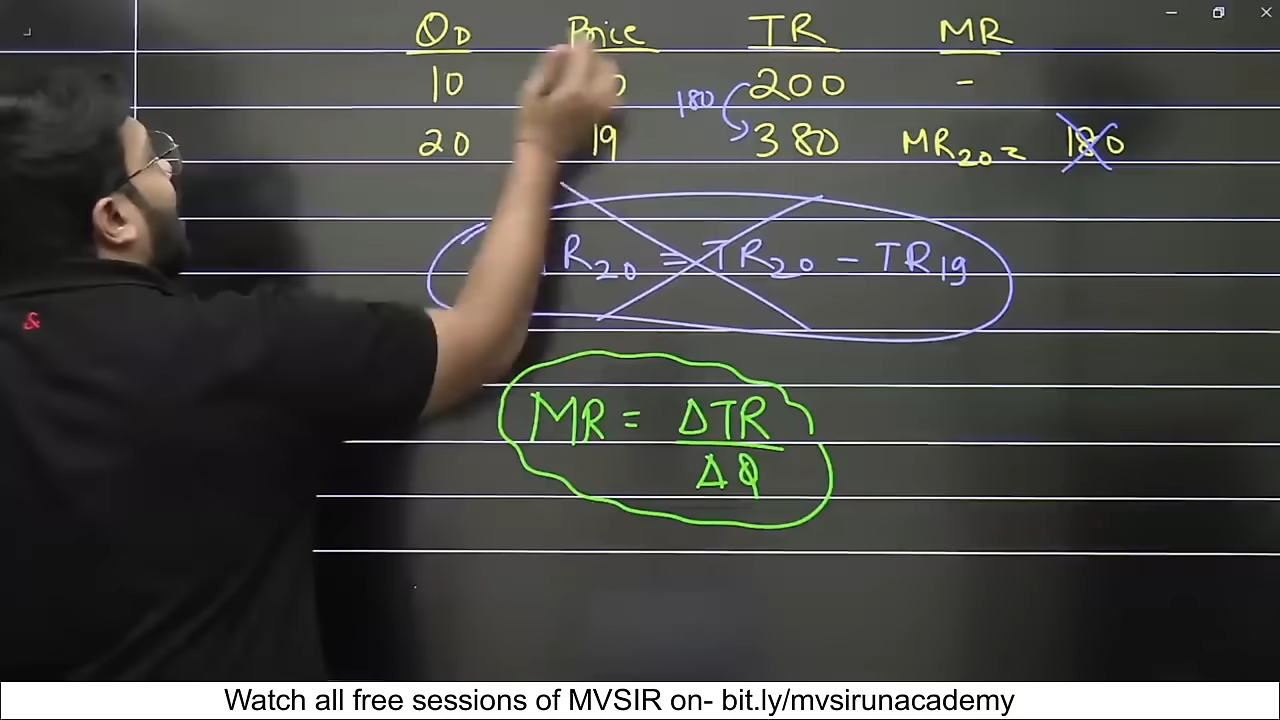 QD Price TR MR
10 0 200 -
180
20 19 380 MR20 = 180
R20 = TR20 - TR19
MR = ΔTR
ΔQ
&
Watch all free sessions of MVSIR on- bit.ly/mvsirunacademy